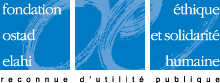 fondation
ostad
elahi
éthique
et solidarité
humaine
reconnue d'utilité publique